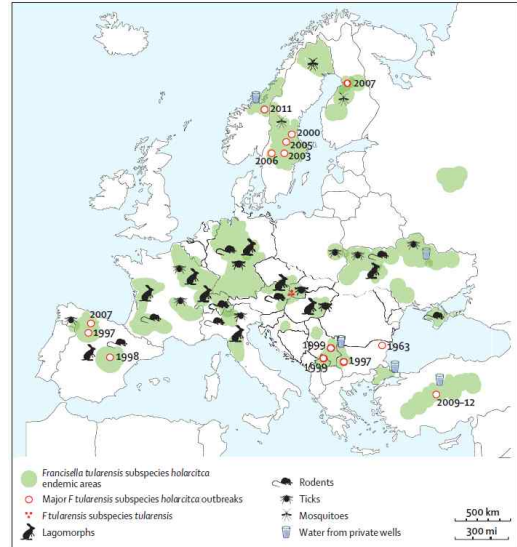 2007
2011
2000
2005
2006
2003
2007
1997
1998
1999
1999
1997
1963
2009–12
Francisella tularensis subspecies holarcitca
endemic areas
Major F tularensis subspecies holarcitca outbreaks
F tularensis subspecies tularensis
Lagomorphs
Rodents
Ticks
Mosquitoes
Water from private wells
500 km
300 mi